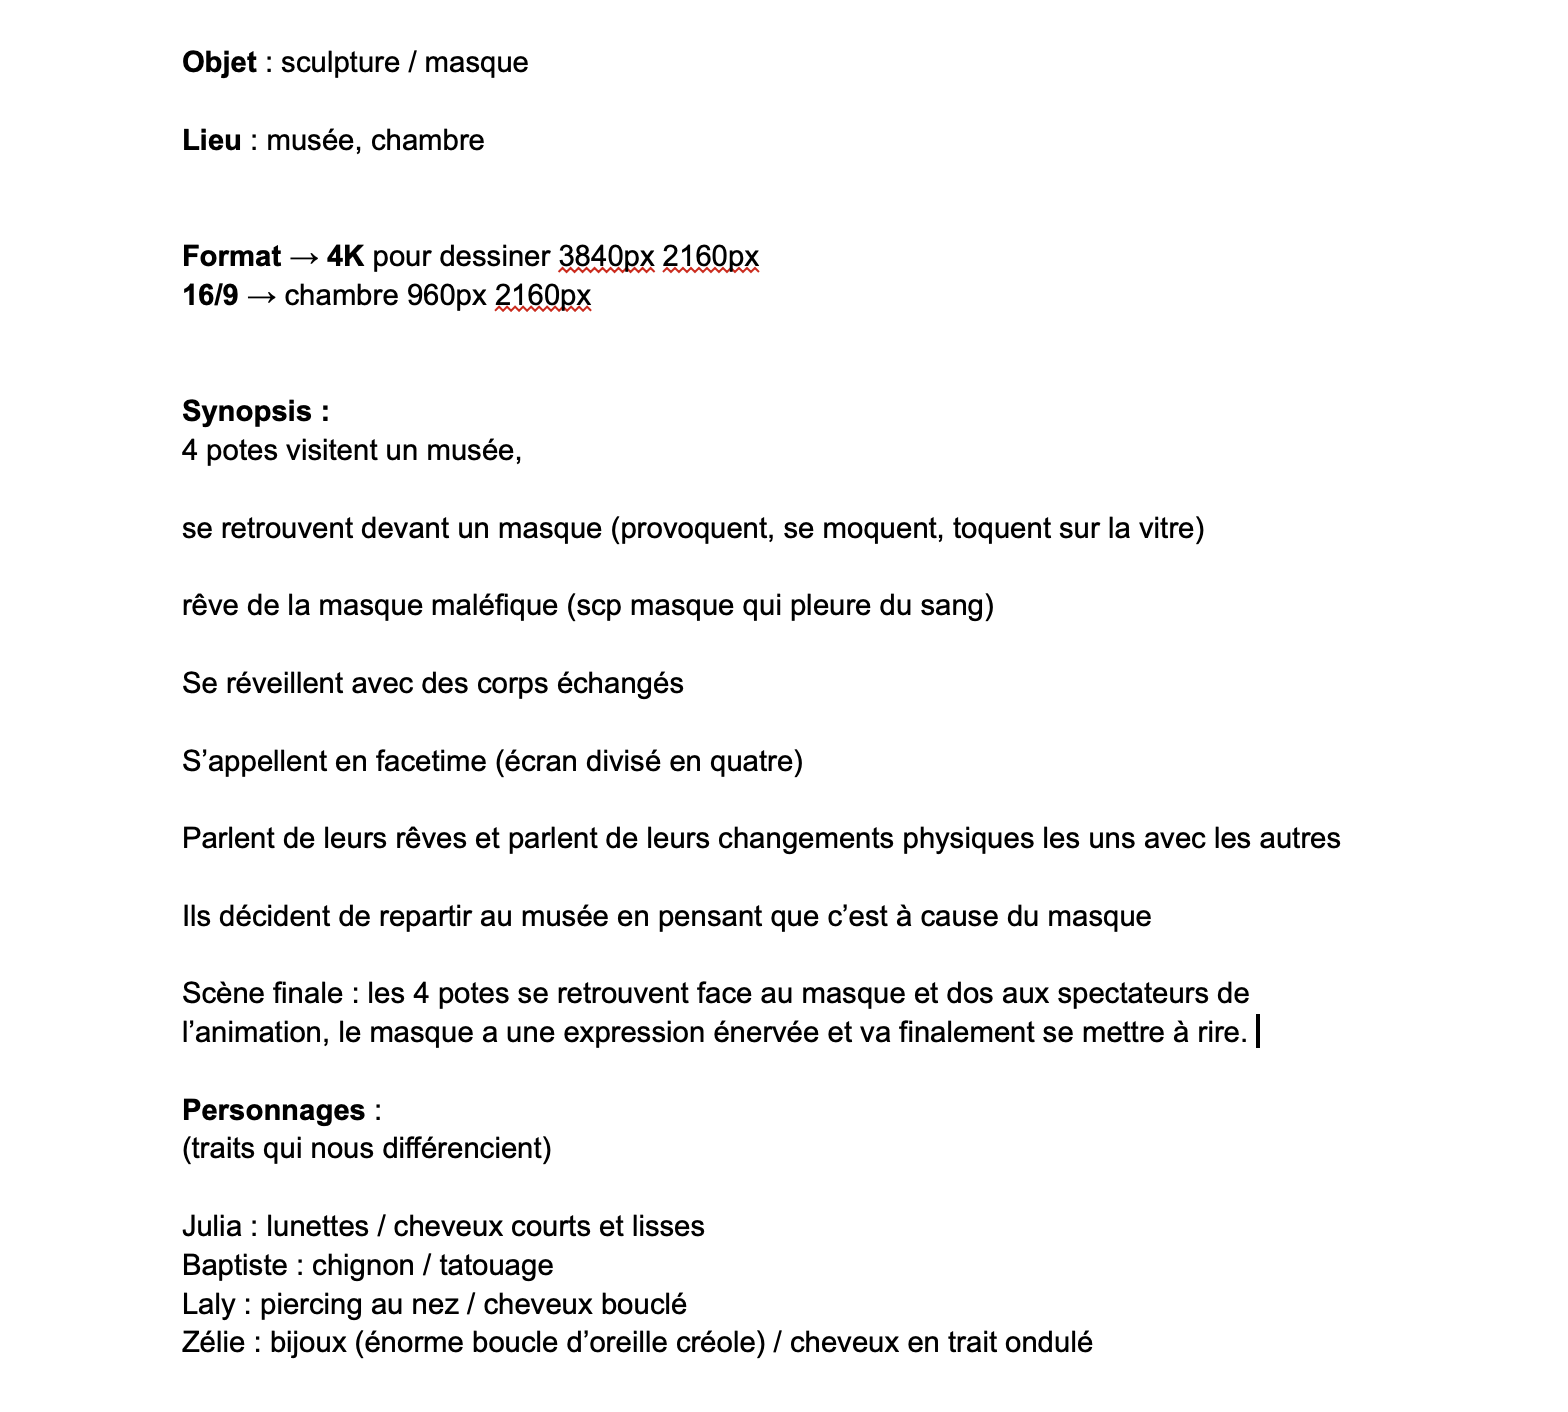 Objet : sculpture / masque
Lieu : musée, chambre
Format → 4K pour dessiner 3840px 2160px
16/9 → chambre 960px 2160px
Synopsis :
4 potes visitent un musée,
se retrouvent devant un masque (provoquent, se moquent, toquent sur la vitre)
rêve de la masque maléfique (scp masque qui pleure du sang)
Se réveillent avec des corps échangés
S’appellent en facetime (écran divisé en quatre)
Parlent de leurs rêves et parlent de leurs changements physiques les uns avec les autres
Ils décident de repartir au musée en pensant que c’est à cause du masque
Scène finale : les 4 potes se retrouvent face au masque et dos aux spectateurs de
l’animation, le masque a une expression énervée et va finalement se mettre à rire.
Personnages :
(traits qui nous différencient)
Julia : lunettes / cheveux courts et lisses
Baptiste : chignon / tatouage
Laly : piercing au nez / cheveux bouclé
Zélie : bijoux (énorme boucle d’oreille créole) / cheveux en trait ondulé